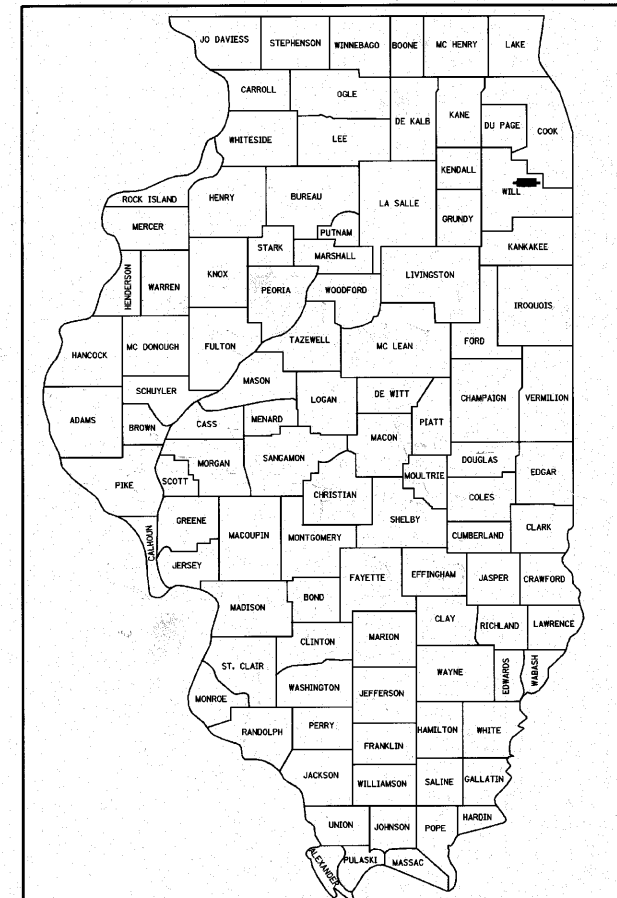 JO DAVIESS
STEPHENSON
WINNEBAGO
BOONE
MC HENRY
LAKE
CARROLL
OGLE
DE KALB
KANE
DU PAGE
COOK
WHITESIDE
LEE
KENDALL
WILL
ROCK ISLAND
HENRY
BUREAU
LA SALLE
GRUNDY
MERCER
PUTNAM
STARK
MARSHALL
KANKAKEE
HENDERSON
WARREN
KNOX
PEORIA
WOODFORD
LIVINGSTON
IROQUOIS
HANCOCK
MC DONOUGH
FULTON
TAZEWELL
MC LEAN
FORD
MASON
SCHUYLER
LOGAN
DE WITT
CHAMPAIGN
VERMILION
ADAMS
BROWN
CASS
MENARD
PIATT
MACON
SANGAMON
MORGAN
DOUGLAS
EDGAR
PIKE
SCOTT
CHRISTIAN
MOULTRIE
COLES
SHELBY
GREENE
MACOUPIN
MONTGOMERY
CUMBERLAND
CLARK
CALHOUN
JERSEY
FAYETTE
EFFINGHAM
JASPER
CRAWFORD
MADISON
BOND
CLAY
RICHLAND
LAWRENCE
CLINTON
MARION
ST. CLAIR
WAYNE
EDWARDS
WABASH
WASHINGTON
JEFFERSON
MONROE
RANDOLPH
PERRY
HAMILTON
WHITE
FRANKLIN
JACKSON
WILLIAMSON
SALINE
GALLATIN
UNION
JOHNSON
POPE
HARDIN
ALEXANDER
PULASKI
MASSAC